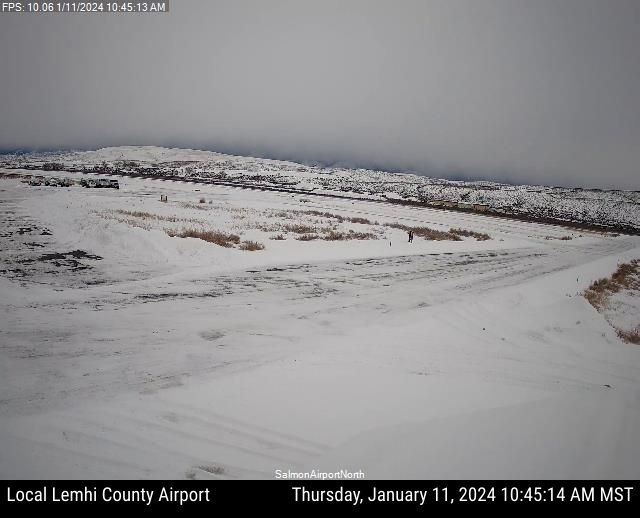 FPS: 10.06 1/11/2024 10:45:13 AM
SalmonAirportNorth
Local Lemhi County Airport Thursday, January 11, 2024 10:45:14 AM MST